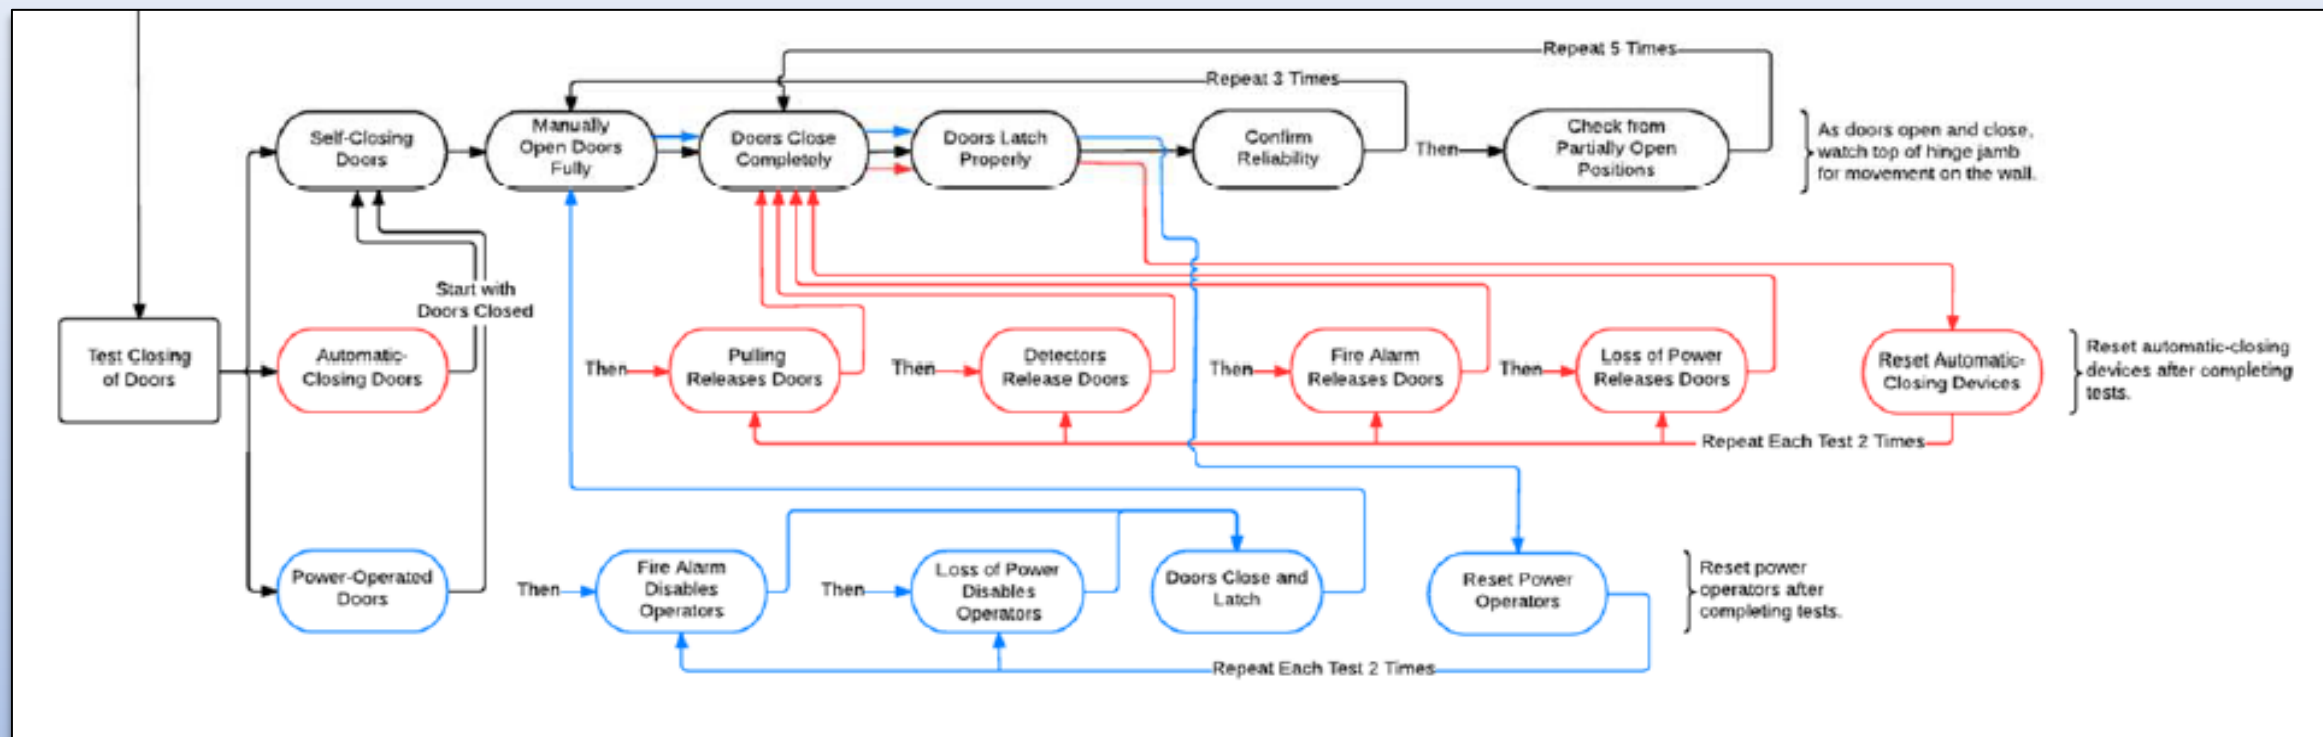 Repeat 5 Times
Repeat 3 Times
Self-Closing
Doors
Manually
Open Doors
Fully
Doors Close
Completely
Doors Latch
Properly
Confirm
Reliability
Then
Check from
Partially Open
Positions
As doors open and close,
watch top of hinge jamb
for movement on the wall.
Start with
Doors Closed
Test Closing
of Doors
Automatic-
Closing Doors
Then
Pulling
Releases Doors
Then
Detectors
Release Doors
Then
Fire Alarm
Releases Doors
Then
Loss of Power
Releases Doors
Reset Automatic-
Closing Devices
Reset automatic-closing
devices after completing
tests.
Repeat Each Test 2 Times
Power-Operated
Doors
Then
Fire Alarm
Disables
Operators
Then
Loss of Power
Disables
Operators
Doors Close and
Latch
Reset Power
Operators
Reset power
operators after
completing tests.
Repeat Each Test 2 Times